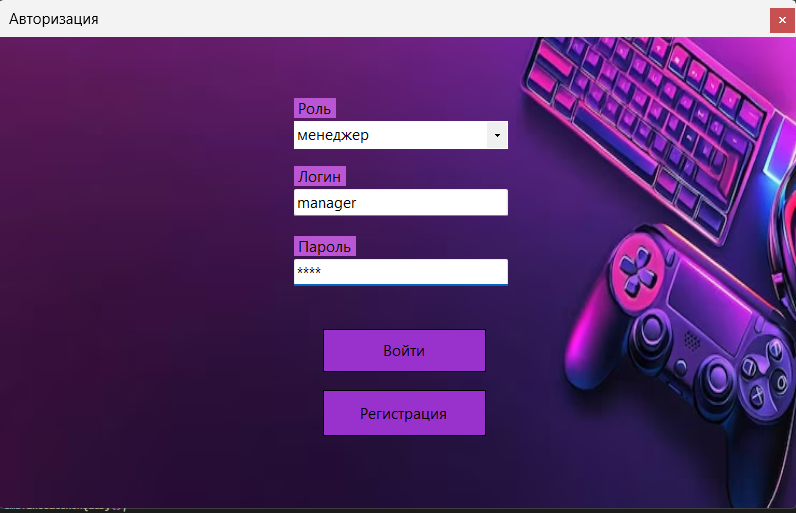 Авторизация
Роль
менеджер
Логин
manager
Пароль
****
Войти
Регистрация